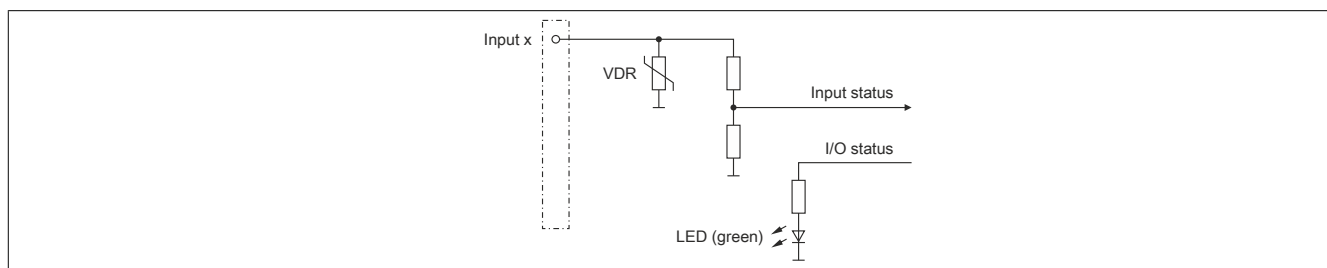 Input x
VDR
Input status
I/O status
LED (green)